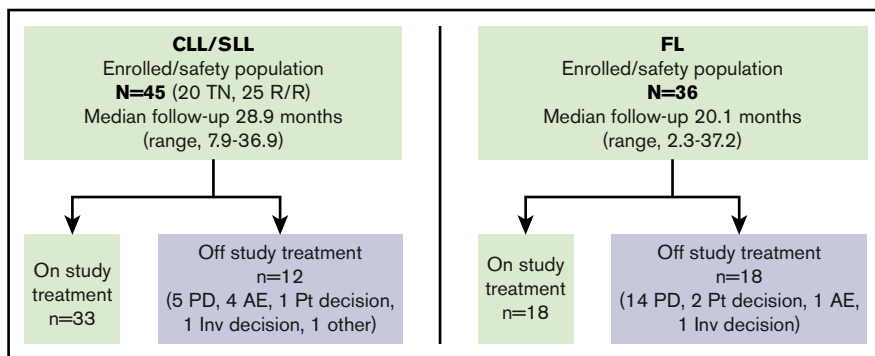 CLL/SLL
Enrolled/safety population
N=45 (20 TN, 25 R/R)
Median follow-up 28.9 months
(range, 7.9-36.9)
On study
treatment
n=33
Off study treatment
n=12
(5 PD, 4 AE, 1 Pt decision,
1 Inv decision, 1 other)
FL
Enrolled/safety population
N=36
Median follow-up 20.1 months
(range, 2.3-37.2)
On study
treatment
n=18
Off study treatment
n=18
(14 PD, 2 Pt decision, 1 AE,
1 Inv decision)